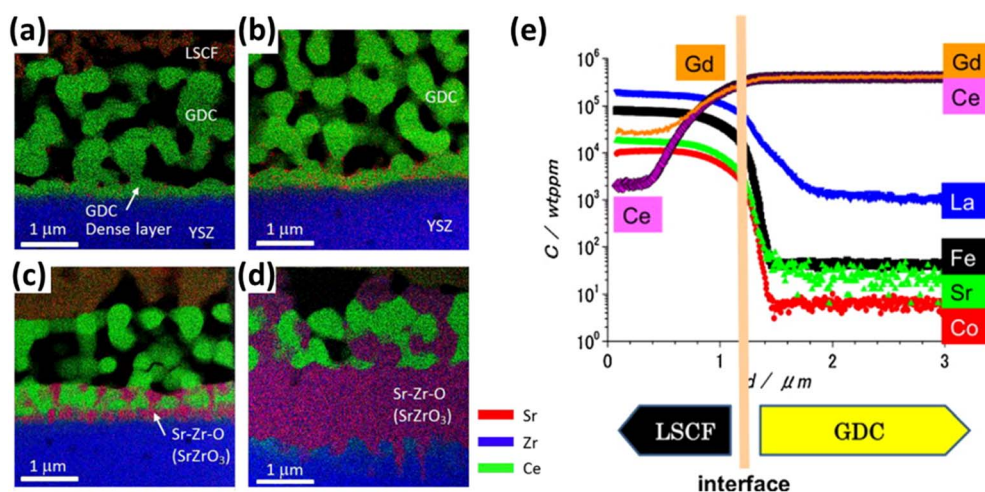 (a)
LSCF
GDC
GDC
Dense layer
YSZ
1 μm
(b)
GDC
YSZ
1 μm
(c)
Sr-Zr-O
(SrZrO3)
1 μm
(d)
Sr-Zr-O
(SrZrO3)
1 μm
Sr
Zr
Ce
(e)
C / wtppm
10^6
10^5
10^4
10^3
10^2
10^1
10^0
Gd
Ce
Gd
Ce
La
Fe
Sr
Co
0
1
2
3
d / μm
LSCF
GDC
interface